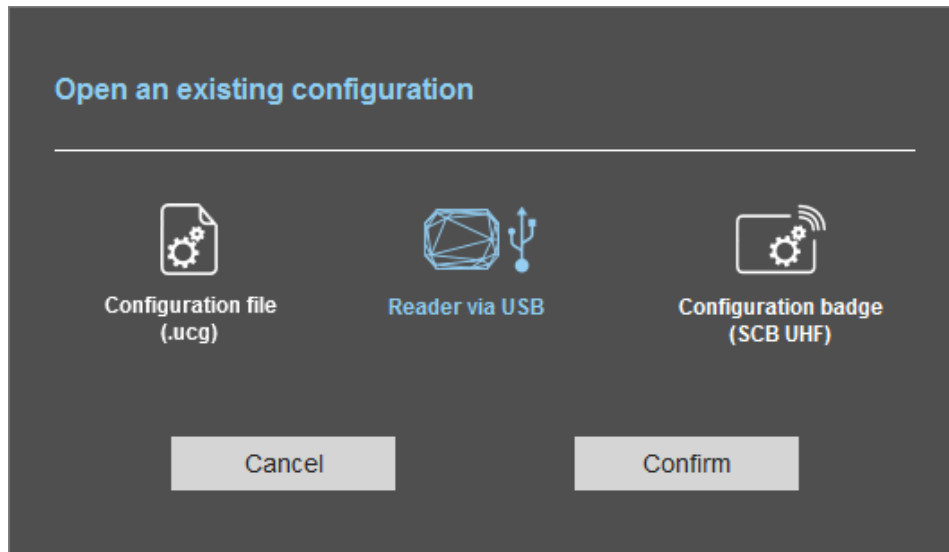 Open an existing configuration
Configuration file
(.ucg)
Reader via USB
Configuration badge
(SCB UHF)
Cancel
Confirm